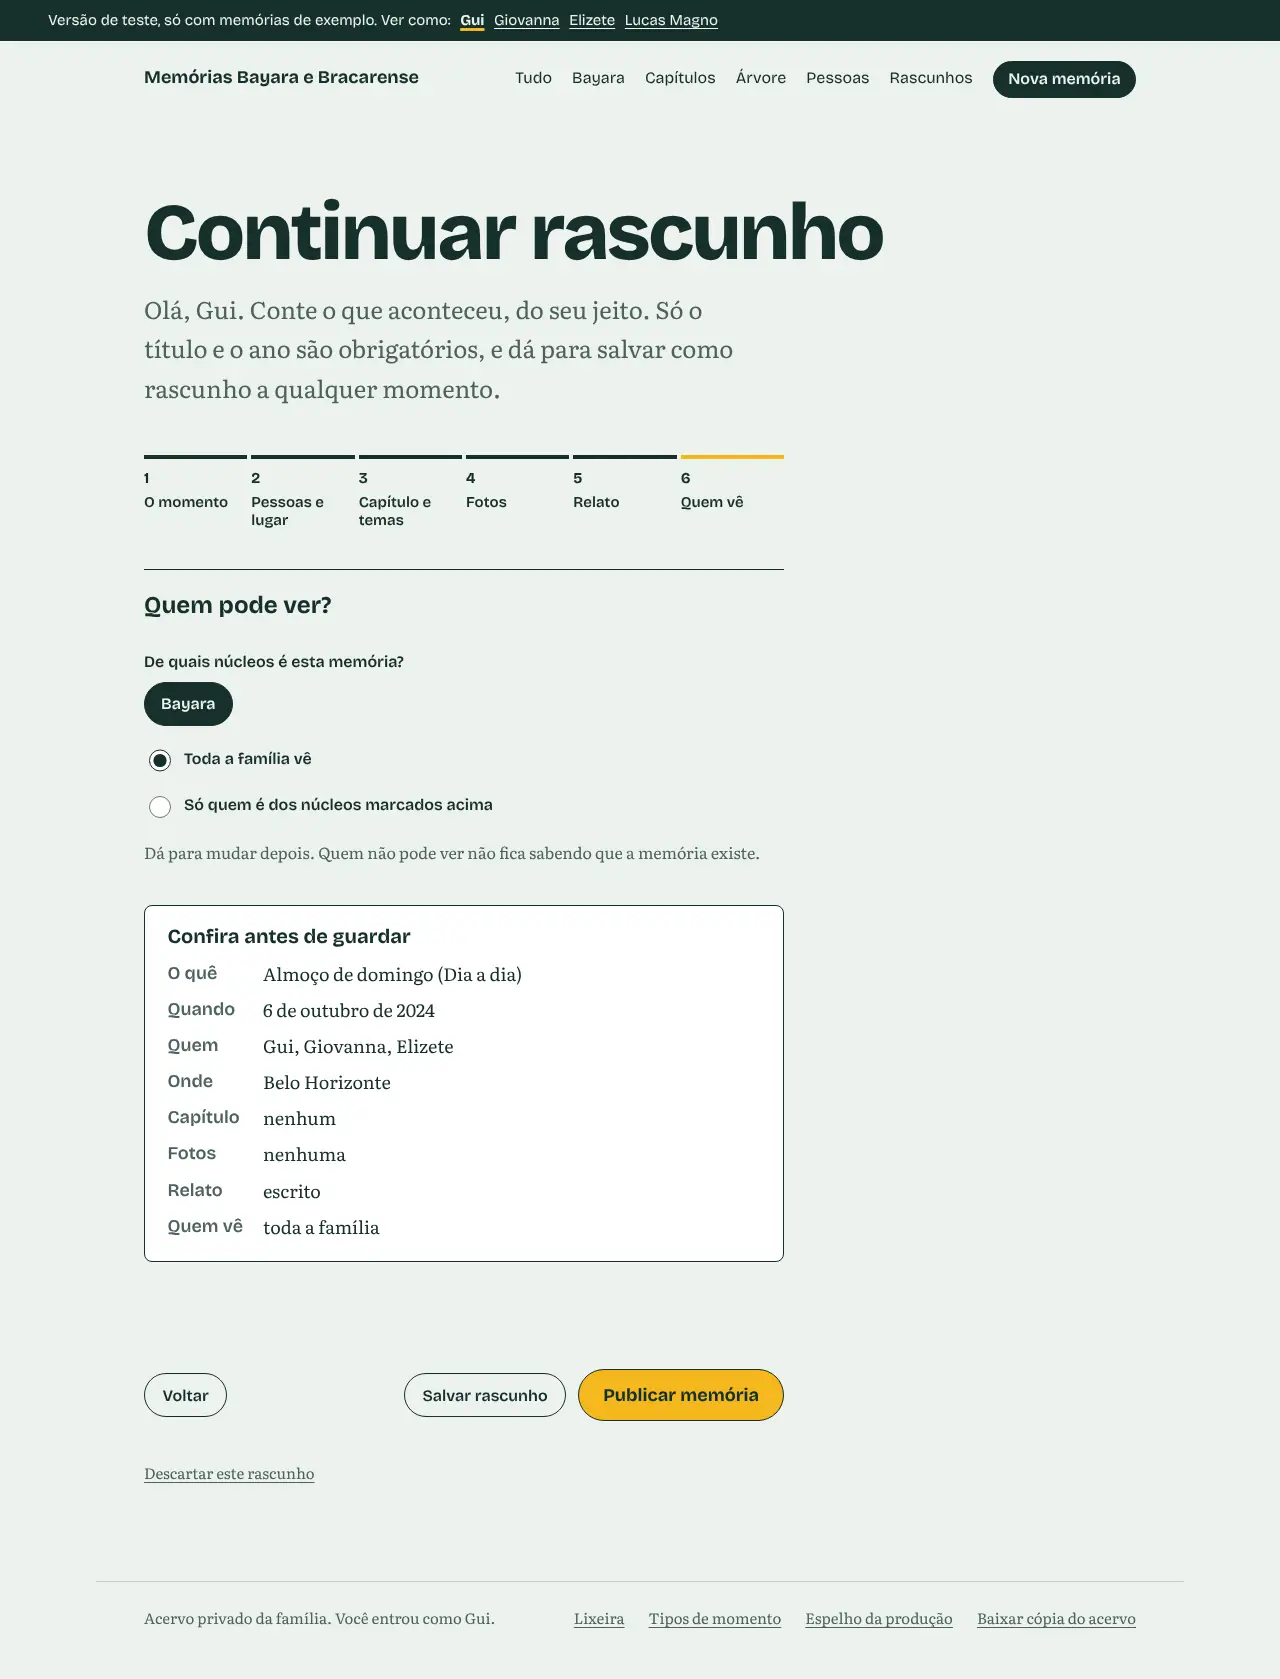 Versão de teste, só com memórias de exemplo. Ver como: Gui Giovanna Elizete Lucas Magno
Memórias Bayara e Bracarense Tudo Bayara Capítulos Árvore Pessoas Rascunhos Nova memória
Continuar rascunho
Olá, Gui. Conte o que aconteceu, do seu jeito. Só o
título e o ano são obrigatórios, e dá para salvar como
rascunho a qualquer momento.
1 2 3 4 5 6
O momento Pessoas e Capítulo e Fotos Relato Quem vê
lugar temas
Quem pode ver?
De quais núcleos é esta memória?
Bayara
Toda a família vê
Só quem é dos núcleos marcados acima
Dá para mudar depois. Quem não pode ver não fica sabendo que a memória existe.
Confira antes de guardar
O quê Almoço de domingo (Dia a dia)
Quando 6 de outubro de 2024
Quem Gui, Giovanna, Elizete
Onde Belo Horizonte
Capítulo nenhum
Fotos nenhuma
Relato escrito
Quem vê toda a família
Voltar Salvar rascunho Publicar memória
Descartar este rascunho
Acervo privado da família. Você entrou como Gui. Lixeira Tipos de momento Espelho da produção Baixar cópia do acervo